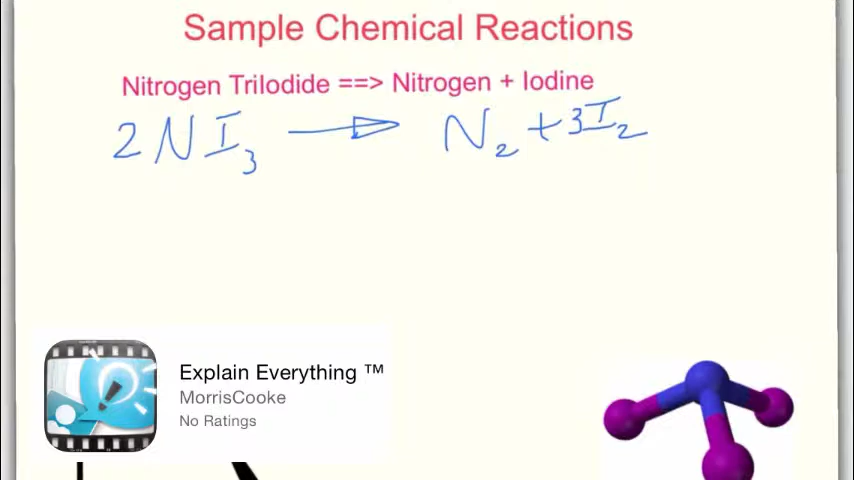 Sample Chemical Reactions
Nitrogen TriIodide ==> Nitrogen + Iodine
2NI₃ → N₂ + 3I₂
Explain Everything ™
MorrisCooke
No Ratings